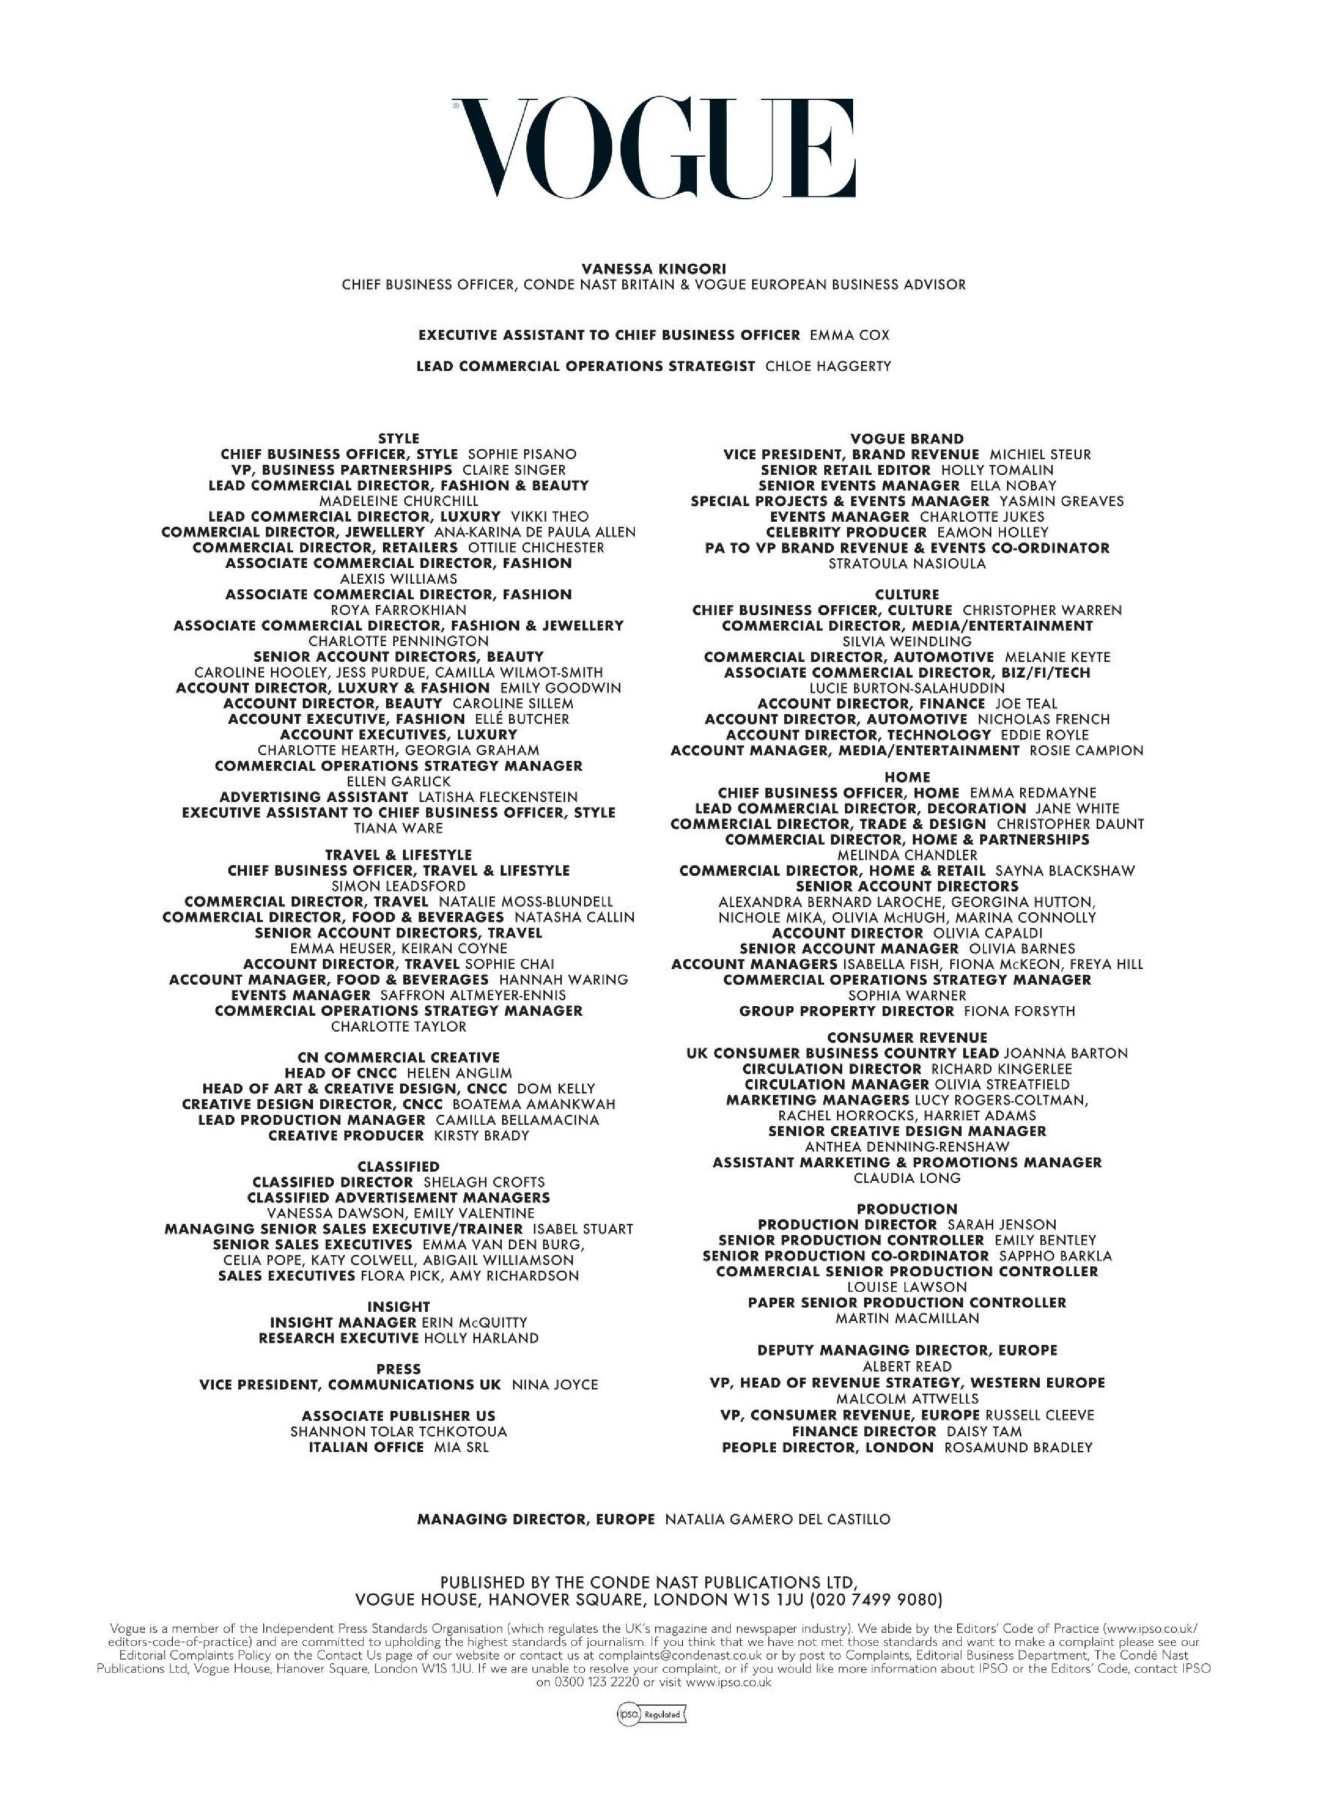 VOGUE
VANESSA KINGORI
CHIEF BUSINESS OFFICER, CONDE NAST BRITAIN & VOGUE EUROPEAN BUSINESS ADVISOR
EXECUTIVE ASSISTANT TO CHIEF BUSINESS OFFICER EMMA COX
LEAD COMMERCIAL OPERATIONS STRATEGIST CHLOE HAGGERTY
STYLE
CHIEF BUSINESS OFFICER, STYLE SOPHIE PISANO
VP, BUSINESS PARTNERSHIPS CLAIRE SINGER
LEAD COMMERCIAL DIRECTOR, FASHION & BEAUTY
MADELEINE CHURCHILL
LEAD COMMERCIAL DIRECTOR, LUXURY VIKKI THEO
COMMERCIAL DIRECTOR, JEWELLERY ANA-KARINA DE PAULA ALLEN
COMMERCIAL DIRECTOR, RETAILERS OTTILIE CHICHESTER
ASSOCIATE COMMERCIAL DIRECTOR, FASHION
ALEXIS WILLIAMS
ASSOCIATE COMMERCIAL DIRECTOR, FASHION
ROYA FARROKHIAN
ASSOCIATE COMMERCIAL DIRECTOR, FASHION & JEWELLERY
CHARLOTTE PENNINGTON
SENIOR ACCOUNT DIRECTORS, BEAUTY
CAROLINE HOOLEY, JESS PURDUE, CAMILLA WILMOT-SMITH
ACCOUNT DIRECTOR, LUXURY & FASHION EMILY GOODWIN
ACCOUNT DIRECTOR, BEAUTY CAROLINE SILLEM
ACCOUNT EXECUTIVE, FASHION ELLÉ BUTCHER
ACCOUNT EXECUTIVES, LUXURY
CHARLOTTE HEARTH, GEORGIA GRAHAM
COMMERCIAL OPERATIONS STRATEGY MANAGER
ELLEN GARLICK
ADVERTISING ASSISTANT LATISHA FLECKENSTEIN
EXECUTIVE ASSISTANT TO CHIEF BUSINESS OFFICER, STYLE
TIANA WARE
TRAVEL & LIFESTYLE
CHIEF BUSINESS OFFICER, TRAVEL & LIFESTYLE
SIMON LEADSFORD
COMMERCIAL DIRECTOR, TRAVEL NATALIE MOSS-BLUNDELL
COMMERCIAL DIRECTOR, FOOD & BEVERAGES NATASHA CALLIN
SENIOR ACCOUNT DIRECTORS, TRAVEL
EMMA HEUSER, KEIRAN COYNE
ACCOUNT DIRECTOR, TRAVEL SOPHIE CHAI
ACCOUNT MANAGER, FOOD & BEVERAGES HANNAH WARING
EVENTS MANAGER SAFFRON ALTMEYER-ENNIS
COMMERCIAL OPERATIONS STRATEGY MANAGER
CHARLOTTE TAYLOR
CN COMMERCIAL CREATIVE
HEAD OF CNCC HELEN ANGLIM
HEAD OF ART & CREATIVE DESIGN, CNCC DOM KELLY
CREATIVE DESIGN DIRECTOR, CNCC BOATEMA AMANKWAH
LEAD PRODUCTION MANAGER CAMILLA BELLAMACINA
CREATIVE PRODUCER KIRSTY BRADY
CLASSIFIED
CLASSIFIED DIRECTOR SHELAGH CROFTS
CLASSIFIED ADVERTISEMENT MANAGERS
VANESSA DAWSON, EMILY VALENTINE
MANAGING SENIOR SALES EXECUTIVE/TRAINER ISABEL STUART
SENIOR SALES EXECUTIVES EMMA VAN DEN BURG,
CELIA POPE, KATY COLWELL, ABIGAIL WILLIAMSON
SALES EXECUTIVES FLORA PICK, AMY RICHARDSON
INSIGHT
INSIGHT MANAGER ERIN McQUITTY
RESEARCH EXECUTIVE HOLLY HARLAND
PRESS
VICE PRESIDENT, COMMUNICATIONS UK NINA JOYCE
ASSOCIATE PUBLISHER US
SHANNON TOLAR TCHKOTOUA
ITALIAN OFFICE MIA SRL
VOGUE BRAND
VICE PRESIDENT, BRAND REVENUE MICHIEL STEUR
SENIOR RETAIL EDITOR HOLLY TOMALIN
SENIOR EVENTS MANAGER ELLA NOBAY
SPECIAL PROJECTS & EVENTS MANAGER YASMIN GREAVES
EVENTS MANAGER CHARLOTTE JUKES
CELEBRITY PRODUCER EAMON HOLLEY
PA TO VP BRAND REVENUE & EVENTS CO-ORDINATOR
STRATOULA NASIOULA
CULTURE
CHIEF BUSINESS OFFICER, CULTURE CHRISTOPHER WARREN
COMMERCIAL DIRECTOR, MEDIA/ENTERTAINMENT
SILVIA WEINDLING
COMMERCIAL DIRECTOR, AUTOMOTIVE MELANIE KEYTE
ASSOCIATE COMMERCIAL DIRECTOR, BIZ/FI/TECH
LUCIE BURTON-SALAHUDDIN
ACCOUNT DIRECTOR, FINANCE JOE TEAL
ACCOUNT DIRECTOR, AUTOMOTIVE NICHOLAS FRENCH
ACCOUNT DIRECTOR, TECHNOLOGY EDDIE ROYLE
ACCOUNT MANAGER, MEDIA/ENTERTAINMENT ROSIE CAMPION
HOME
CHIEF BUSINESS OFFICER, HOME EMMA REDMAYNE
LEAD COMMERCIAL DIRECTOR, DECORATION JANE WHITE
COMMERCIAL DIRECTOR, TRADE & DESIGN CHRISTOPHER DAUNT
COMMERCIAL DIRECTOR, HOME & PARTNERSHIPS
MELINDA CHANDLER
COMMERCIAL DIRECTOR, HOME & RETAIL SAYNA BLACKSHAW
SENIOR ACCOUNT DIRECTORS
ALEXANDRA BERNARD LAROCHE, GEORGINA HUTTON,
NICHOLE MIKA, OLIVIA McHUGH, MARINA CONNOLLY
ACCOUNT DIRECTOR OLIVIA CAPALDI
SENIOR ACCOUNT MANAGER OLIVIA BARNES
ACCOUNT MANAGERS ISABELLA FISH, FIONA McKEON, FREYA HILL
COMMERCIAL OPERATIONS STRATEGY MANAGER
SOPHIA WARNER
GROUP PROPERTY DIRECTOR FIONA FORSYTH
CONSUMER REVENUE
UK CONSUMER BUSINESS COUNTRY LEAD JOANNA BARTON
CIRCULATION DIRECTOR RICHARD KINGERLEE
CIRCULATION MANAGER OLIVIA STREATFIELD
MARKETING MANAGERS LUCY ROGERS-COLTMAN,
RACHEL HORROCKS, HARRIET ADAMS
SENIOR CREATIVE DESIGN MANAGER
ANTHEA DENNING-RENSHAW
ASSISTANT MARKETING & PROMOTIONS MANAGER
CLAUDIA LONG
PRODUCTION
PRODUCTION DIRECTOR SARAH JENSON
SENIOR PRODUCTION CONTROLLER EMILY BENTLEY
SENIOR PRODUCTION CO-ORDINATOR SAPPHO BARKLA
COMMERCIAL SENIOR PRODUCTION CONTROLLER
LOUISE LAWSON
PAPER SENIOR PRODUCTION CONTROLLER
MARTIN MACMILLAN
DEPUTY MANAGING DIRECTOR, EUROPE
ALBERT READ
VP, HEAD OF REVENUE STRATEGY, WESTERN EUROPE
MALCOLM ATTWELLS
VP, CONSUMER REVENUE, EUROPE RUSSELL CLEEVE
FINANCE DIRECTOR DAISY TAM
PEOPLE DIRECTOR, LONDON ROSAMUND BRADLEY
MANAGING DIRECTOR, EUROPE NATALIA GAMERO DEL CASTILLO
PUBLISHED BY THE CONDE NAST PUBLICATIONS LTD,
VOGUE HOUSE, HANOVER SQUARE, LONDON W1S 1JU (020 7499 9080)
Vogue is a member of the Independent Press Standards Organisation (which regulates the UK's magazine and newspaper industry). We abide by the Editors' Code of Practice (www.ipso.co.uk/
editors-code-of-practice) and are committed to upholding the highest standards of journalism. If you think that we have not met those standards and want to make a complaint please see our
Editorial Complaints Policy on the Contact Us page of our website or contact us at complaints@condenast.co.uk or by post to Complaints, Editorial Business Department, The Condé Nast
Publications Ltd, Vogue House, Hanover Square, London W1S 1JU. If we are unable to resolve your complaint, or if you would like more information about IPSO or the Editors' Code, contact IPSO
on 0300 123 2220 or visit www.ipso.co.uk
ipso. Regulated